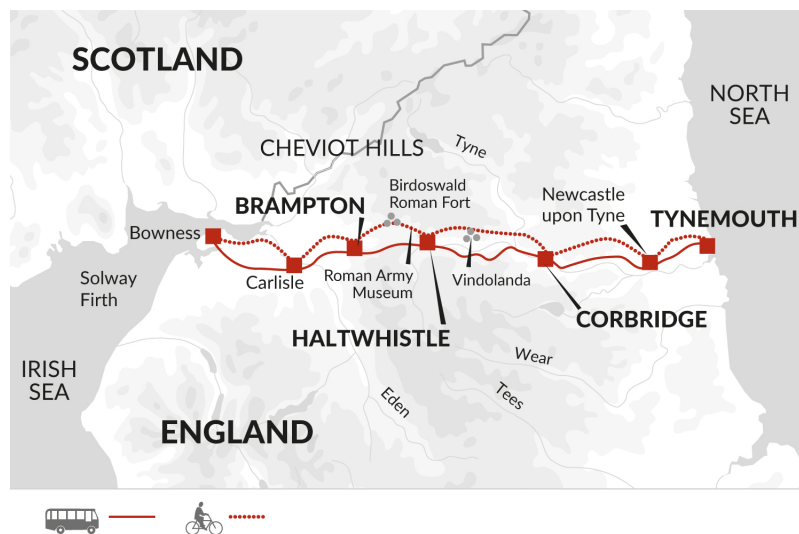 SCOTLAND
NORTH
SEA
CHEVIOT HILLS
Tyne
Birdoswald
Roman Fort
BRAMPTON
Newcastle
upon Tyne
TYNEMOUTH
Bowness
Solway
Firth
Carlisle
Roman Army
Museum
Vindolanda
HALTWHISTLE
CORBRIDGE
IRISH
SEA
Wear
Tees
Eden
ENGLAND